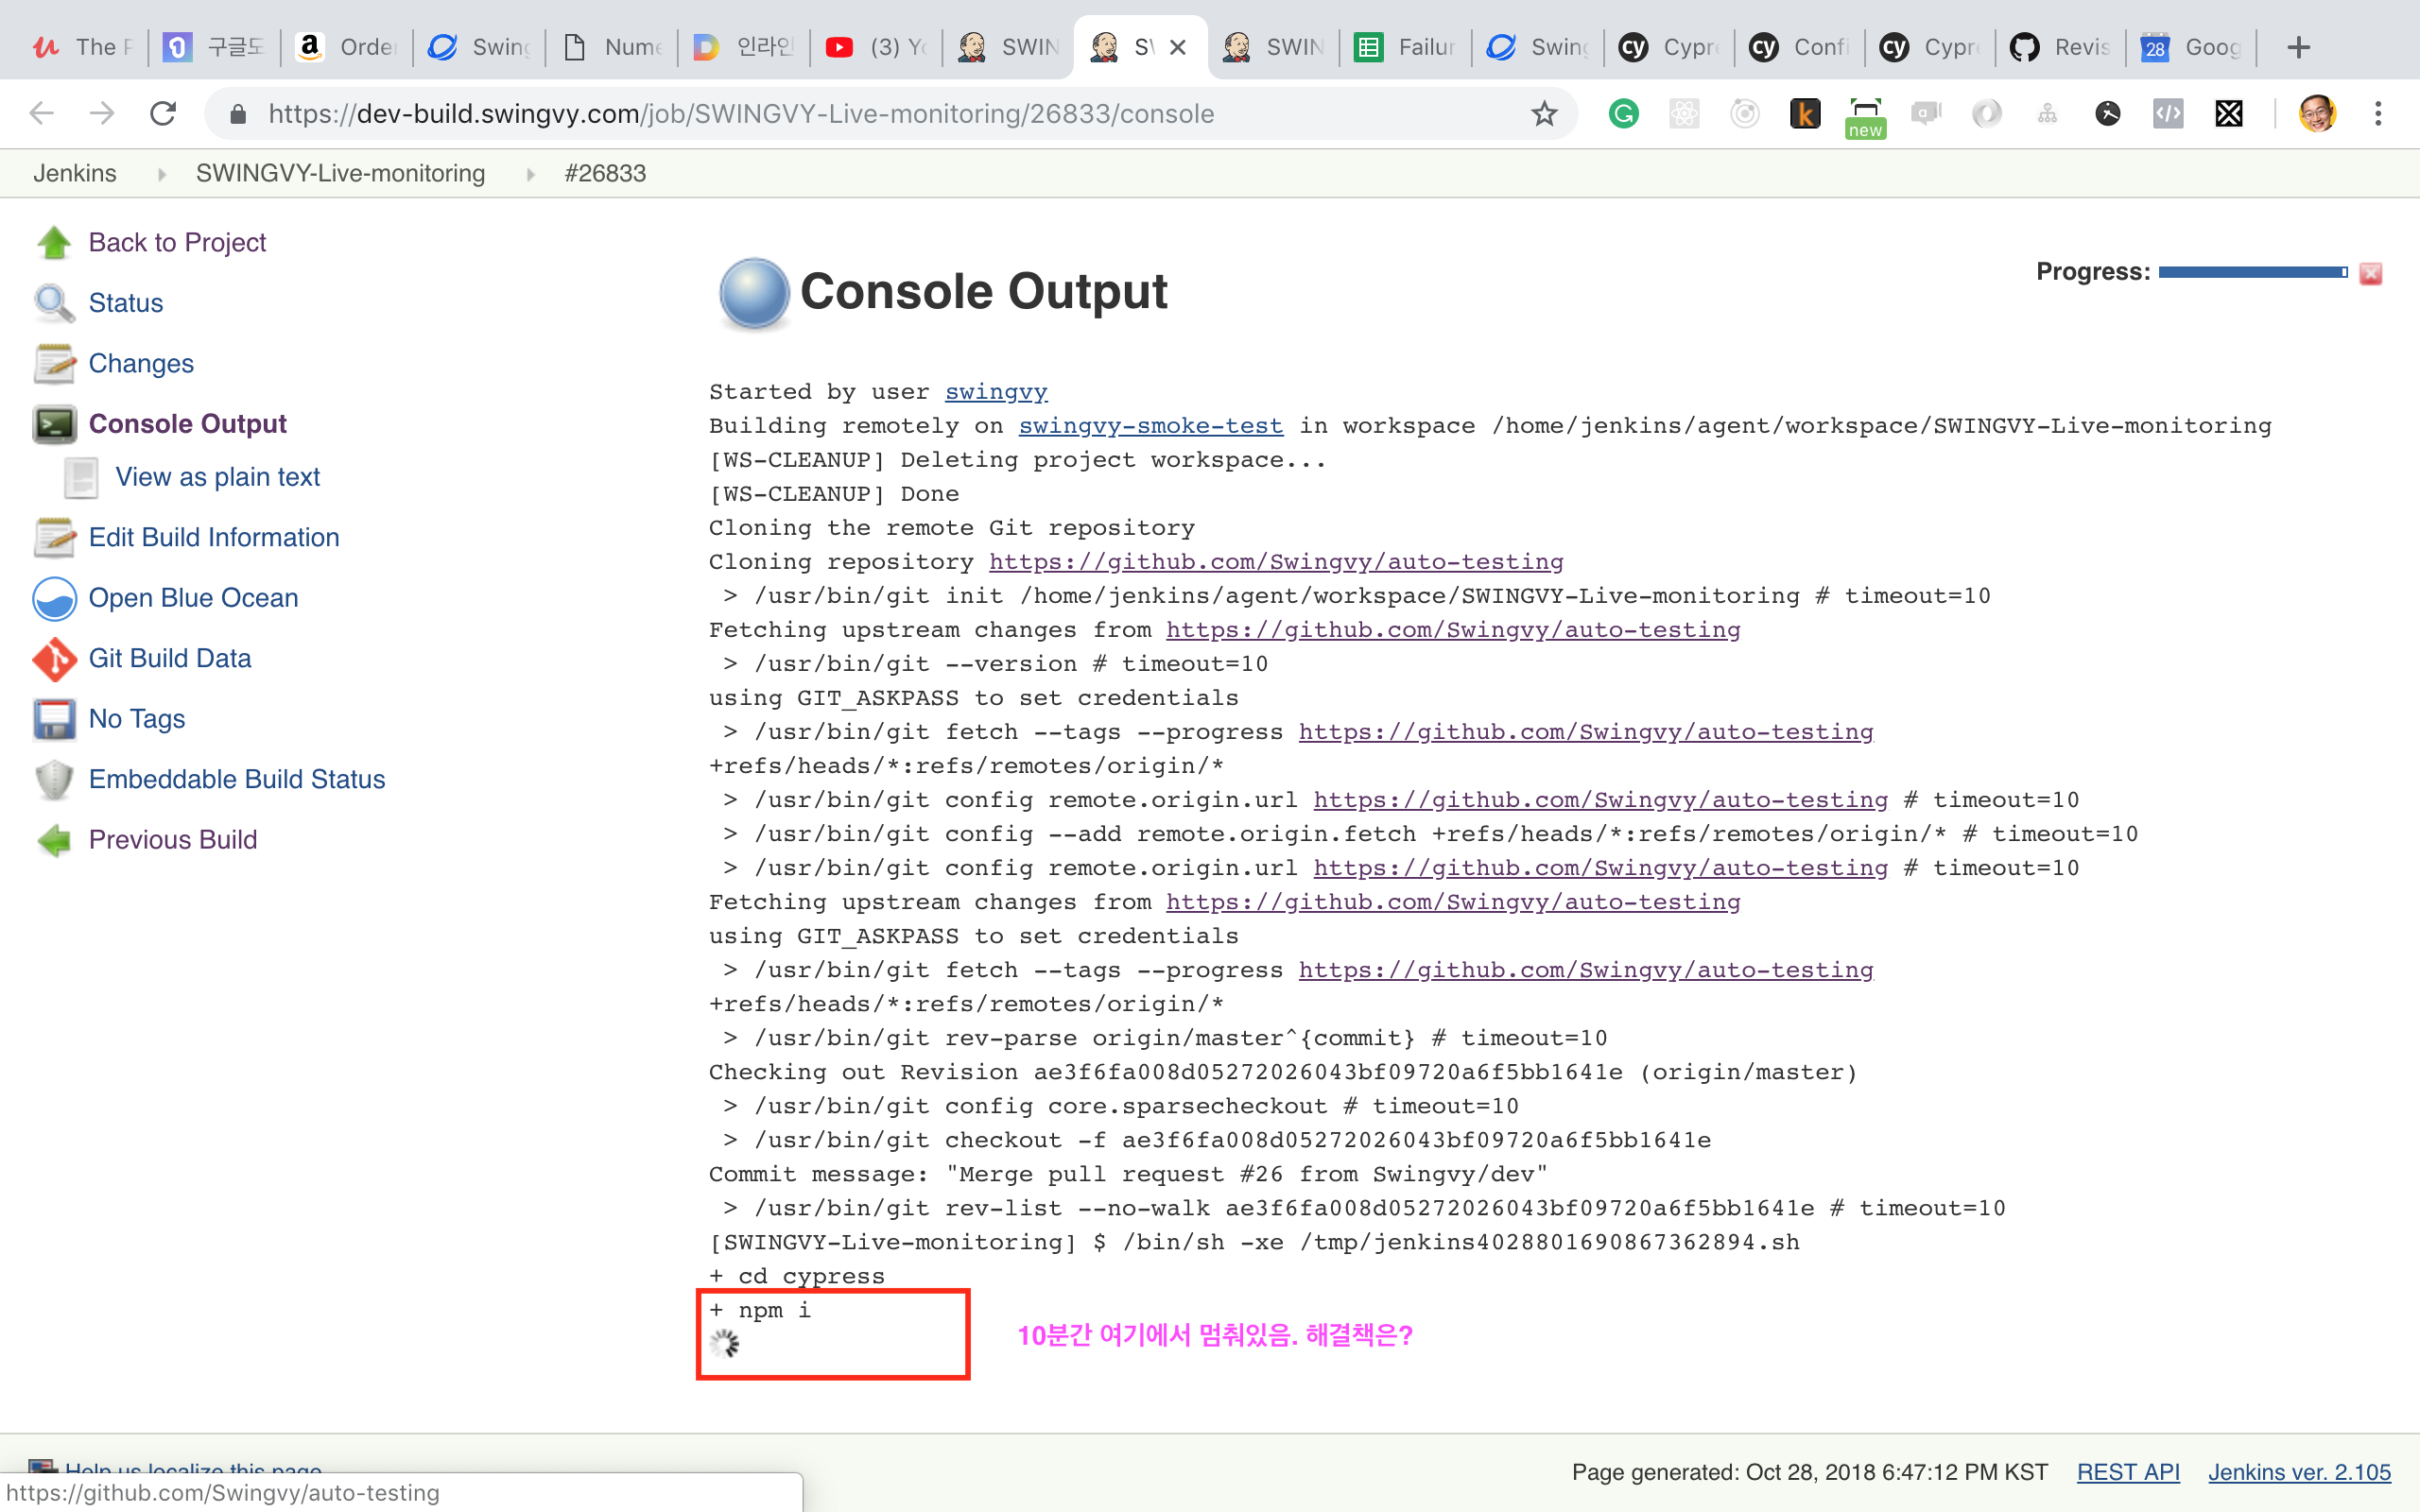 The P
구글도
Order
Swing
Nume
인라인
(3) Yo
SWIN
SW
SWIN
Failur
Swing
Cypre
Confi
Cypre
Revis
28
Goog
https://dev-build.swingvy.com/job/SWINGVY-Live-monitoring/26833/console
new
Jenkins
SWINGVY-Live-monitoring
#26833
Back to Project
Status
Changes
Console Output
View as plain text
Edit Build Information
Open Blue Ocean
Git Build Data
No Tags
Embeddable Build Status
Previous Build
Console Output
Progress:
Started by user swingvy
Building remotely on swingvy-smoke-test in workspace /home/jenkins/agent/workspace/SWINGVY-Live-monitoring
[WS-CLEANUP] Deleting project workspace...
[WS-CLEANUP] Done
Cloning the remote Git repository
Cloning repository https://github.com/Swingvy/auto-testing
> /usr/bin/git init /home/jenkins/agent/workspace/SWINGVY-Live-monitoring # timeout=10
Fetching upstream changes from https://github.com/Swingvy/auto-testing
> /usr/bin/git --version # timeout=10
using GIT_ASKPASS to set credentials
> /usr/bin/git fetch --tags --progress https://github.com/Swingvy/auto-testing
+refs/heads/*:refs/remotes/origin/*
> /usr/bin/git config remote.origin.url https://github.com/Swingvy/auto-testing # timeout=10
> /usr/bin/git config --add remote.origin.fetch +refs/heads/*:refs/remotes/origin/* # timeout=10
> /usr/bin/git config remote.origin.url https://github.com/Swingvy/auto-testing # timeout=10
Fetching upstream changes from https://github.com/Swingvy/auto-testing
using GIT_ASKPASS to set credentials
> /usr/bin/git fetch --tags --progress https://github.com/Swingvy/auto-testing
+refs/heads/*:refs/remotes/origin/*
> /usr/bin/git rev-parse origin/master^{commit} # timeout=10
Checking out Revision ae3f6fa008d05272026043bf09720a6f5bb1641e (origin/master)
> /usr/bin/git config core.sparsecheckout # timeout=10
> /usr/bin/git checkout -f ae3f6fa008d05272026043bf09720a6f5bb1641e
Commit message: "Merge pull request #26 from Swingvy/dev"
> /usr/bin/git rev-list --no-walk ae3f6fa008d05272026043bf09720a6f5bb1641e # timeout=10
[SWINGVY-Live-monitoring] $ /bin/sh -xe /tmp/jenkins4028801690867362894.sh
+ cd cypress
+ npm i
10분간 여기에서 멈춰있음. 해결책은?
Help us localize this page
Page generated: Oct 28, 2018 6:47:12 PM KST
REST API
Jenkins ver. 2.105
https://github.com/Swingvy/auto-testing